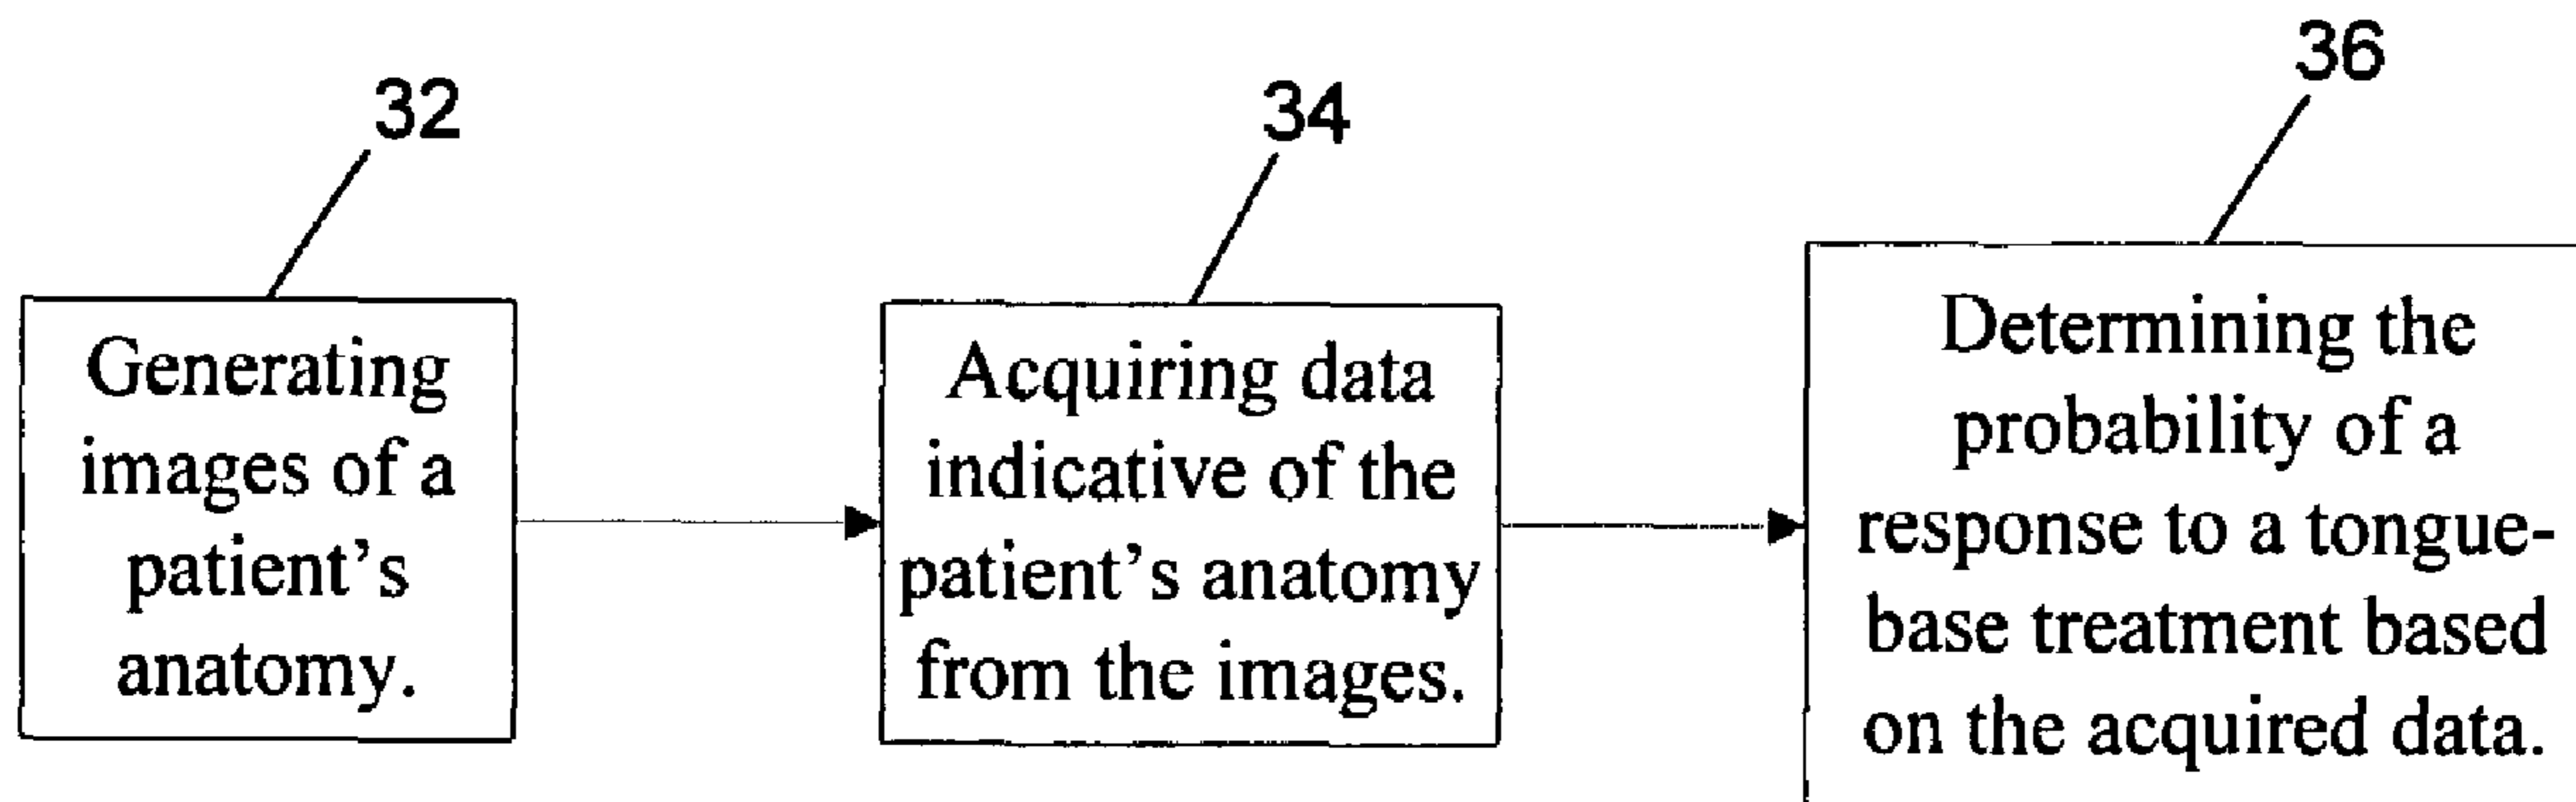 32
Generating
images of a
patient's
anatomy.
34
Acquiring data
indicative of the
patient's anatomy
from the images.
36
Determining the
probability of a
response to a tongue-
base treatment based
on the acquired data.